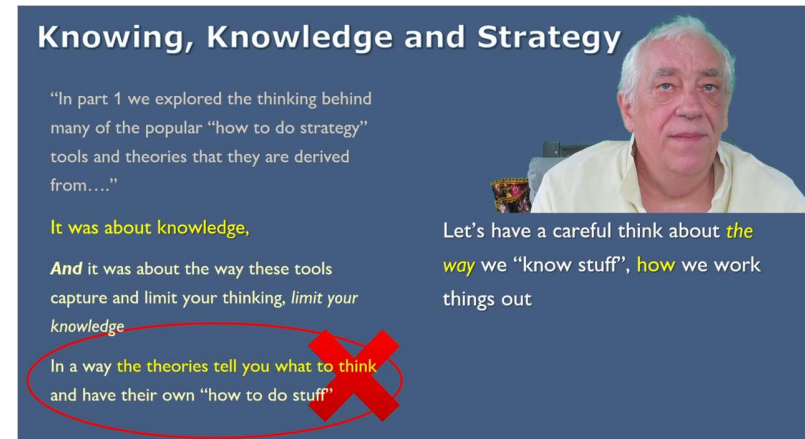 Knowing, Knowledge and Strategy
“In part 1 we explored the thinking behind
many of the popular “how to do strategy”
tools and theories that they are derived
from….”
It was about knowledge,
And it was about the way these tools
capture and limit your thinking, limit your
knowledge
In a way the theories tell you what to think
and have their own “how to do stuff”
Let’s have a careful think about the
way we “know stuff”, how we work
things out